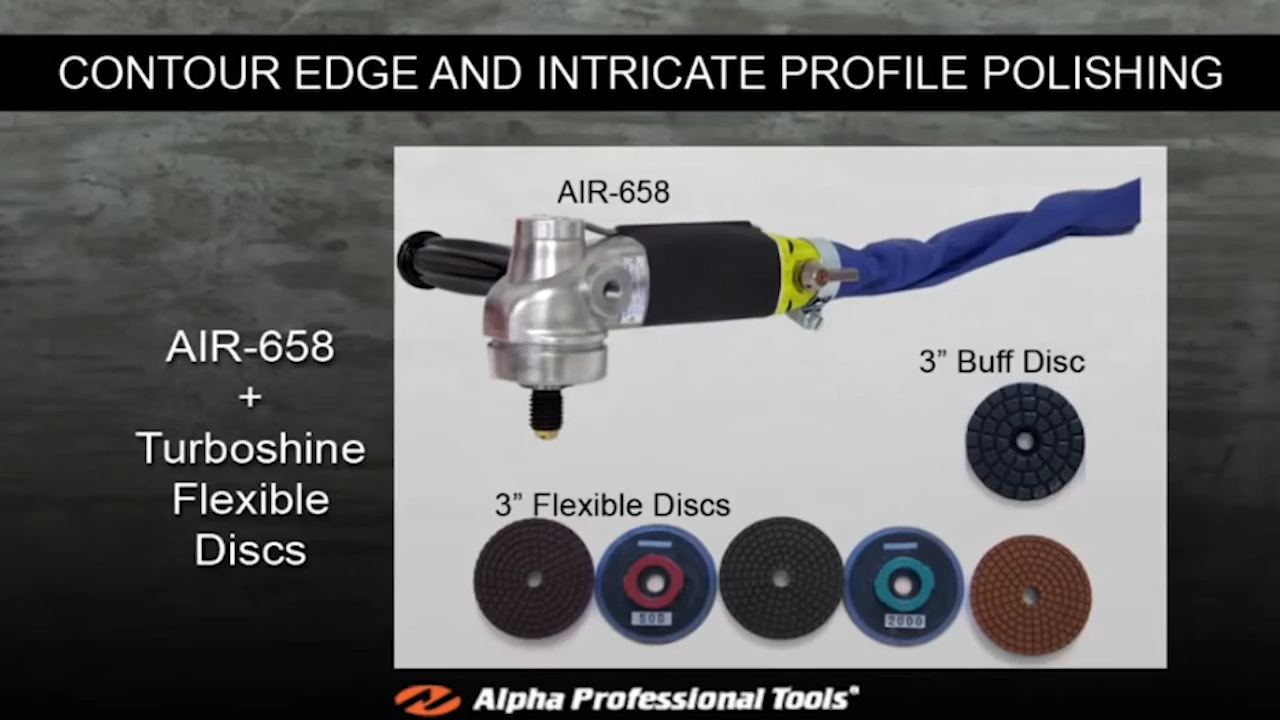 CONTOUR EDGE AND INTRICATE PROFILE POLISHING
AIR-658
AIR-658
+
Turboshine
Flexible
Discs
3” Buff Disc
3” Flexible Discs
500
2000
Alpha Professional Tools®